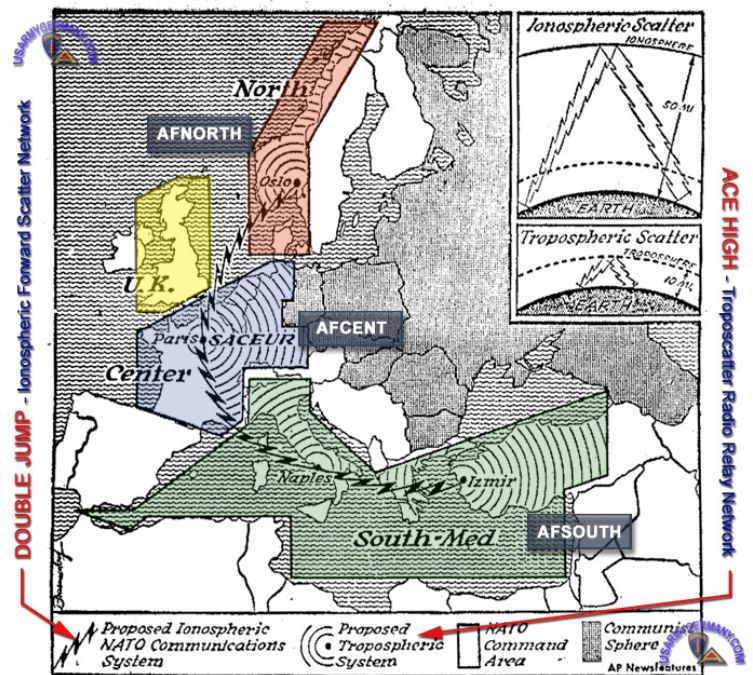 USARMYGERMANY.COM
DOUBLE JUMP - Ionospheric Forward Scatter Network
North
AFNORTH
Oslo
U.K.
Paris
SACEUR
AFCENT
Center
Naples
Izmir
South-Med
AFSOUTH
Ionospheric
Scatter
IONOSPHERE
50 MI
EARTH
Tropospheric Scatter
TROPOSPHERE
10 MI.
EARTH
ACE HIGH - Troposcatter Radio Relay Network
Proposed Ionospheric
NATO Communications
System
Proposed
Tropospheric
System
NATO
Command
Area
Communist
Sphere
AP Newsfeatures
USARMYGERMANY.COM